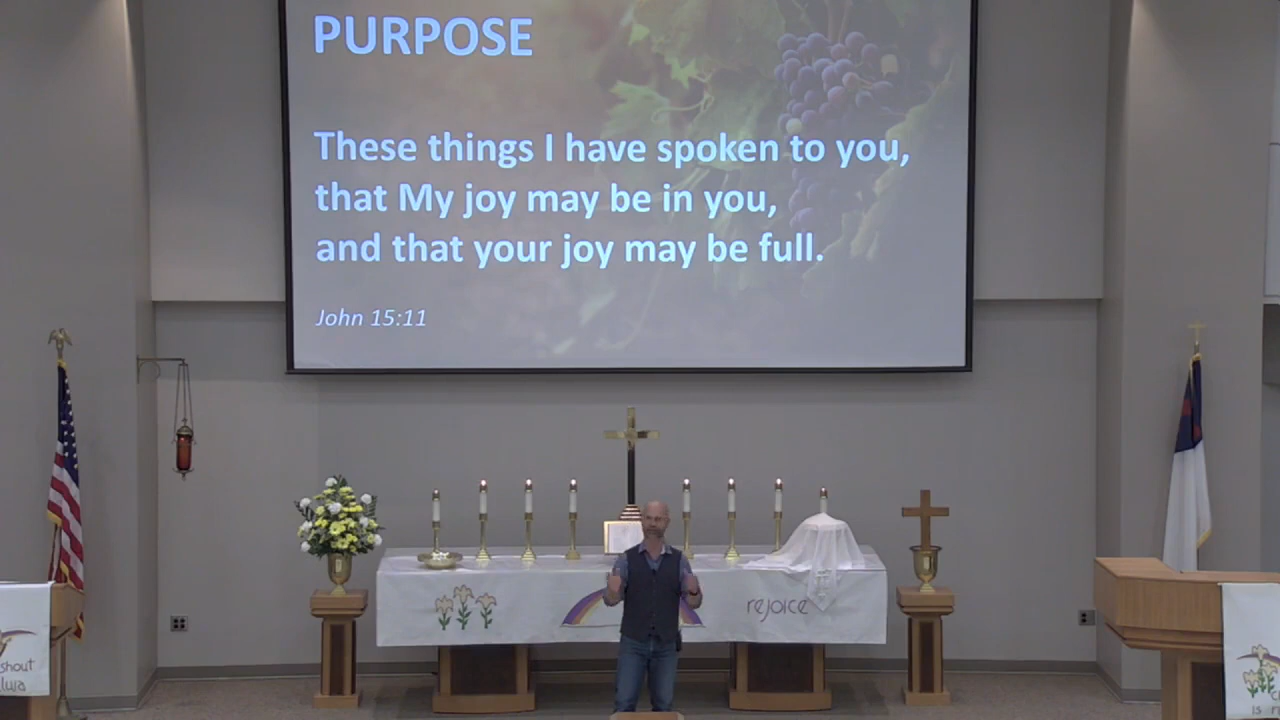 PURPOSE
These things I have spoken to you,
that My joy may be in you,
and that your joy may be full.
John 15:11
rejoice
shout